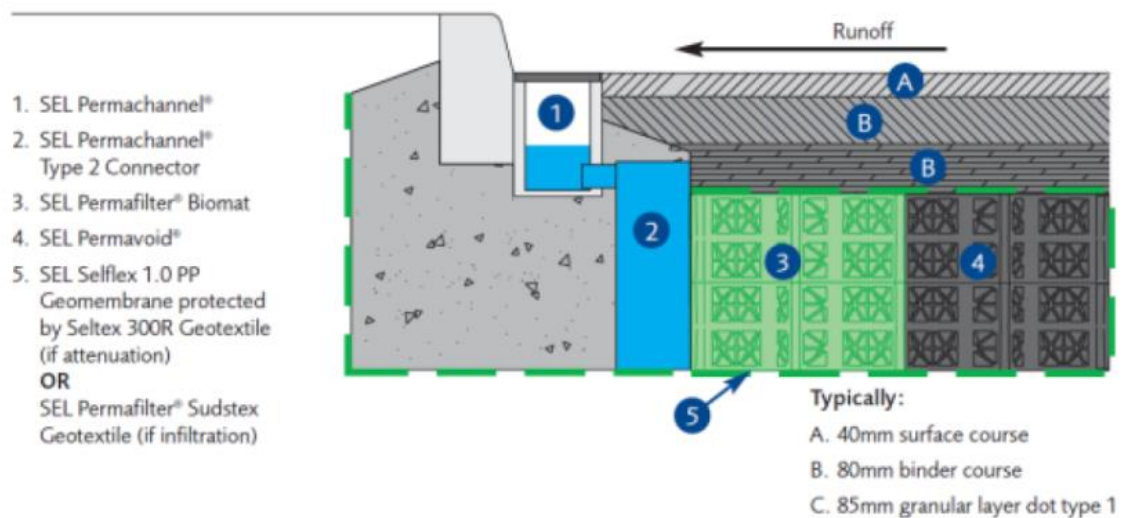 Runoff
A
1. SEL Permachannel®
1
B
2. SEL Permachannel®
Type 2 Connector
B
3. SEL Permafilter® Biomat
2
3
4
4. SEL Permavoid®
5. SEL Selflex 1.0 PP
Geomembrane protected
by Seltex 300R Geotextile
(if attenuation)
OR
SEL Permafilter® Sudstex
Geotextile (if infiltration)
5
Typically:
A. 40mm surface course
B. 80mm binder course
C. 85mm granular layer dot type 1